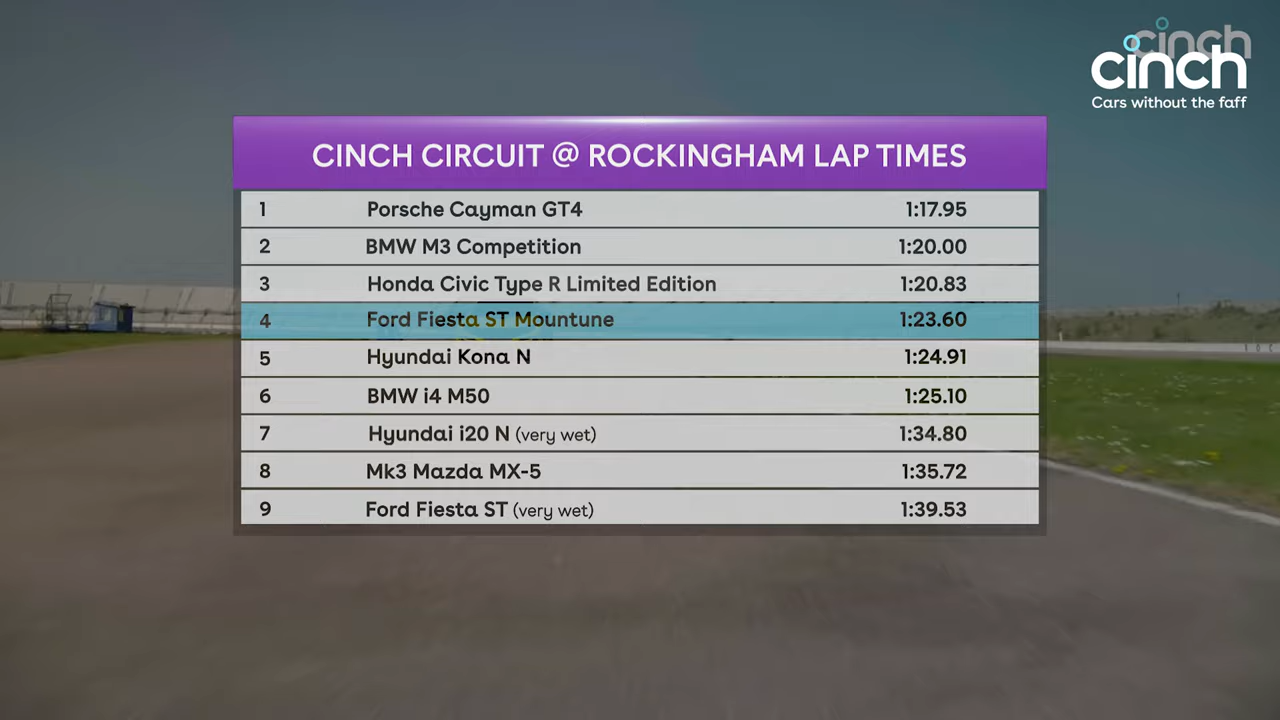 cinch
cinch
Cars without the faff
CINCH CIRCUIT @ ROCKINGHAM LAP TIMES
1 Porsche Cayman GT4 1:17.95
2 BMW M3 Competition 1:20.00
3 Honda Civic Type R Limited Edition 1:20.83
4 Ford Fiesta ST Mountune 1:23.60
5 Hyundai Kona N 1:24.91
6 BMW i4 M50 1:25.10
7 Hyundai i20 N (very wet) 1:34.80
8 Mk3 Mazda MX-5 1:35.72
9 Ford Fiesta ST (very wet) 1:39.53